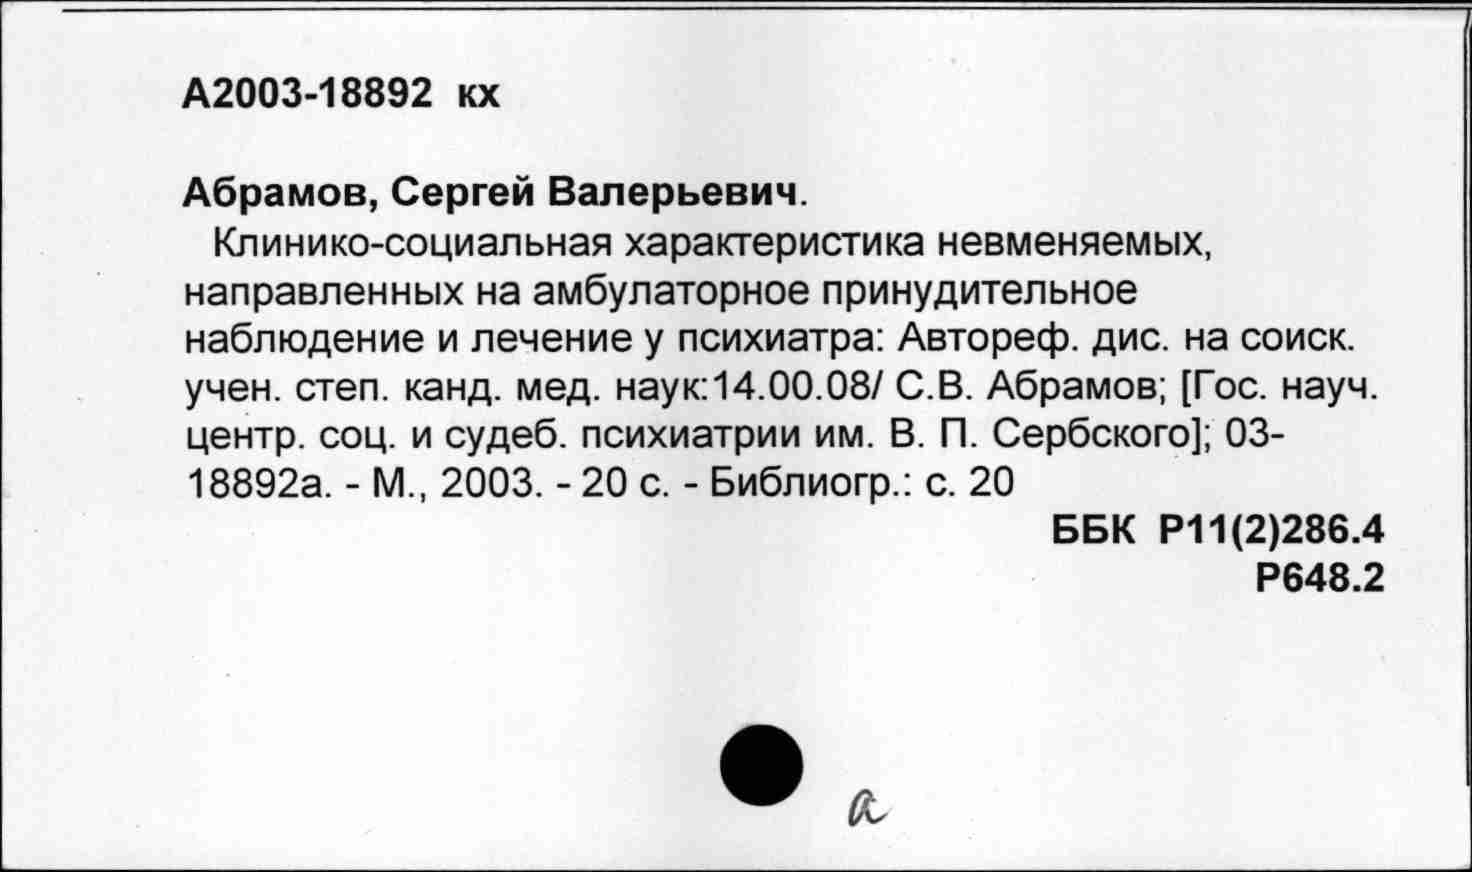 А2003-18892 кх
Абрамов, Сергей Валерьевич.
Клинико-социальная характеристика невменяемых,
направленных на амбулаторное принудительное
наблюдение и лечение у психиатра: Автореф. дис. на соиск.
учен. степ. канд. мед. наук:14.00.08/ С.В. Абрамов; [Гос. науч.
центр. соц. и судеб. психиатрии им. В. П. Сербского]; 03-
18892а. - М., 2003. - 20 с. - Библиогр.: с. 20
ББК Р11(2)286.4
Р648.2
а